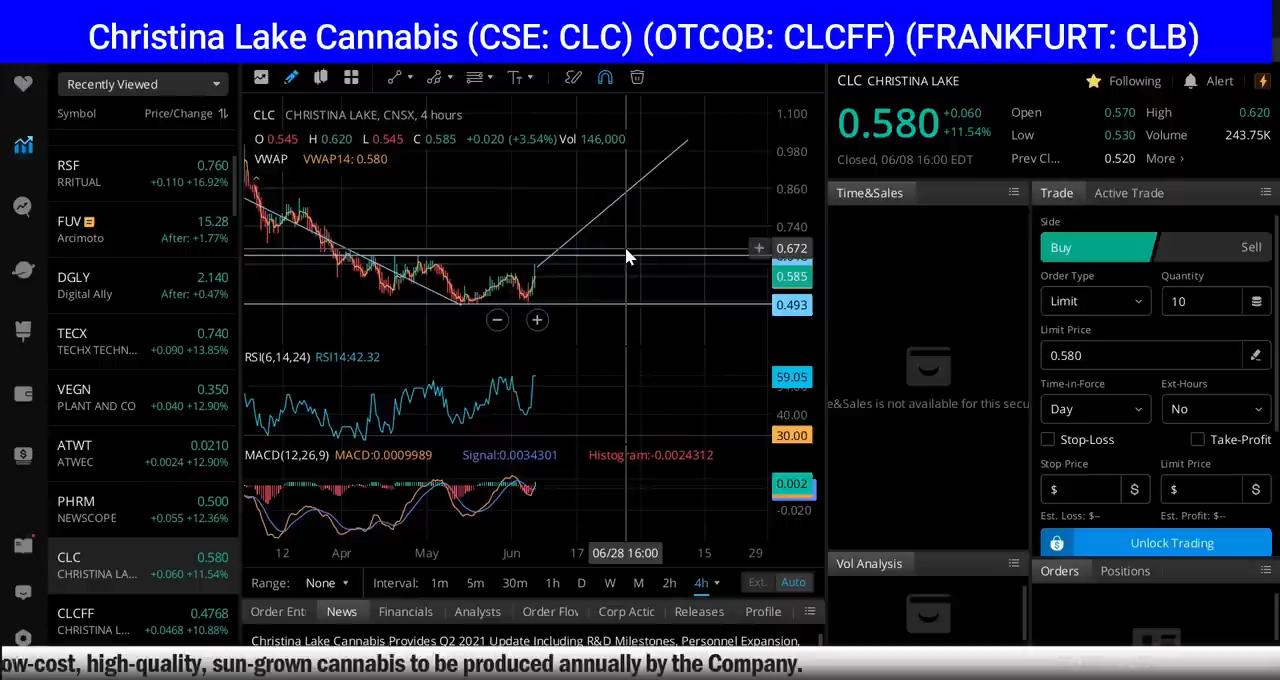 Christina Lake Cannabis (CSE: CLC) (OTCQB: CLCFF) (FRANKFURT: CLB)
Recently Viewed
Symbol Price/Change
RSF 0.760
RRITUAL +0.110 +16.92%
FUV 15.28
Arcimoto After: +1.77%
DGLY 2.140
Digital Ally After: +0.47%
TECX 0.740
TECHX TECHN... +0.090 +13.85%
VEGN 0.350
PLANT AND CO +0.040 +12.90%
ATWT 0.0210
ATWEC +0.0024 +12.90%
PHRM 0.500
NEWSCOPE +0.055 +12.36%
CLC 0.580
CHRISTINA LA... +0.060 +11.54%
CLCFF 0.4768
CHRISTINA L... +0.0468 +10.88%
CLC CHRISTINA LAKE, CNSX, 4 hours
O 0.545 H 0.620 L 0.545 C 0.585 +0.020 (+3.54%) Vol 146,000
VWAP VWAP14: 0.580
1.100
0.980
0.860
0.740
0.672
0.585
0.493
RSI(6,14,24) RSI14:42.32
59.05
40.00
30.00
MACD(12,26,9) MACD:0.0009989 Signal:0.0034301 Histogram:-0.0024312
0.002
-0.020
12 Apr May Jun 17 06/28 16:00 15 29
Range: None Interval: 1m 5m 30m 1h D W M 2h 4h Ext. Auto
Order Ent News Financials Analysts Order Flov Corp Actic Releases Profile
Christina Lake Cannabis Provides Q2 2021 Update Including R&D Milestones, Personnel Expansion,
CLC CHRISTINA LAKE Following Alert
0.580 +0.060 +11.54%
Closed, 06/08 16:00 EDT
Open 0.570 High 0.620
Low 0.530 Volume 243.75K
Prev Cl... 0.520 More ›
Time&Sales
e&Sales is not available for this secu
Vol Analysis
Trade Active Trade
Side
Buy Sell
Order Type Quantity
Limit 10
Limit Price
0.580
Time-in-Force Ext-Hours
Day No
Stop-Loss Take-Profit
Stop Price Limit Price
$ $ $ $
Est. Loss: $-- Est. Profit: $--
Unlock Trading
Orders Positions
ow-cost, high-quality, sun-grown cannabis to be produced annually by the Company.